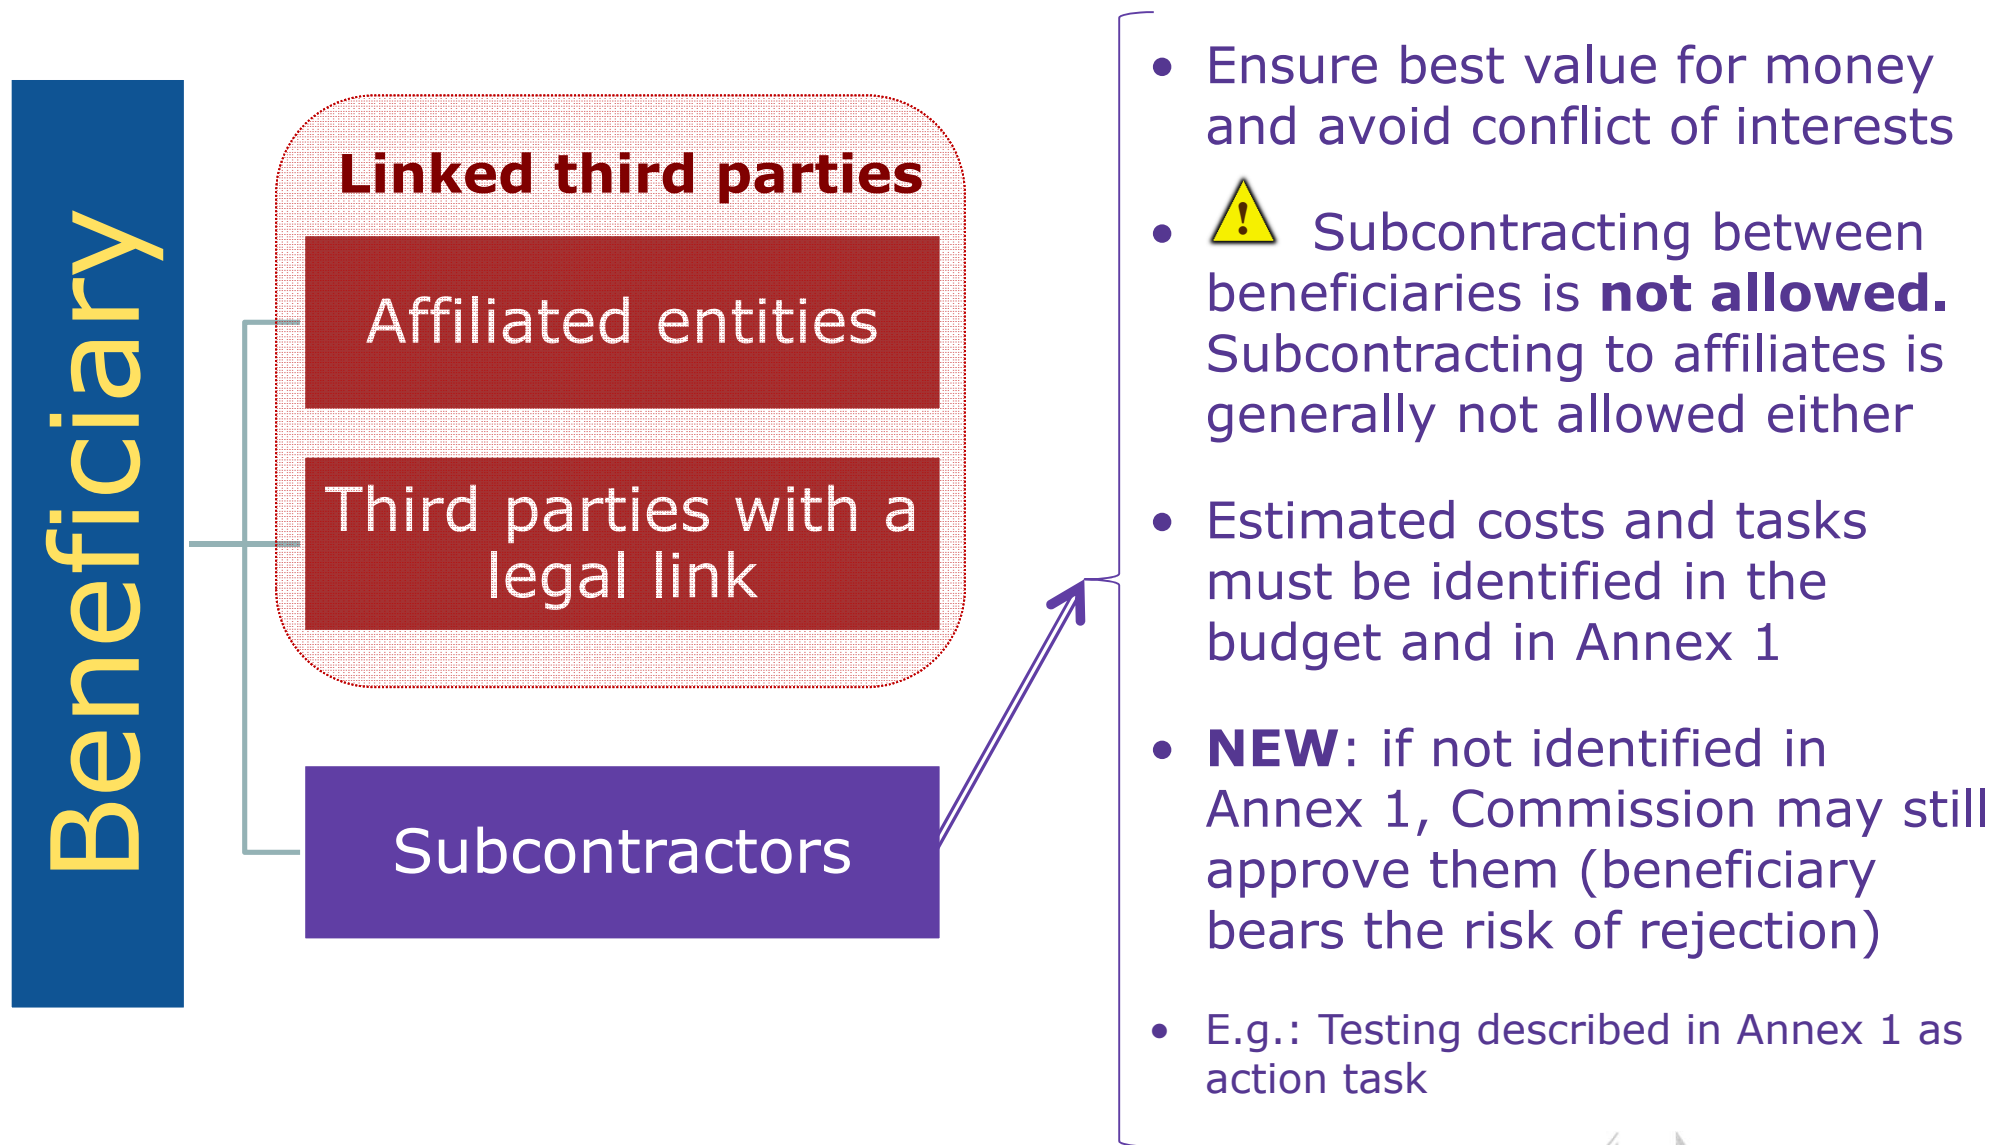 Beneficiary
Linked third parties
Affiliated entities
Third parties with a
legal link
Subcontractors
• Ensure best value for money
and avoid conflict of interests
• ! Subcontracting between
beneficiaries is not allowed.
Subcontracting to affiliates is
generally not allowed either
• Estimated costs and tasks
must be identified in the
budget and in Annex 1
• NEW: if not identified in
Annex 1, Commission may still
approve them (beneficiary
bears the risk of rejection)
• E.g.: Testing described in Annex 1 as
action task